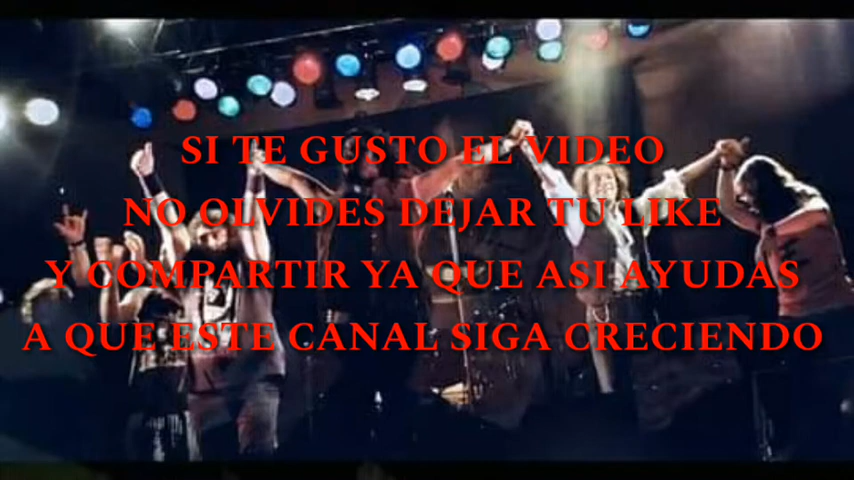 SI TE GUSTO EL VIDEO
NO OLVIDES DEJAR TU LIKE
Y COMPARTIR YA QUE ASI AYUDAS
A QUE ESTE CANAL SIGA CRECIENDO